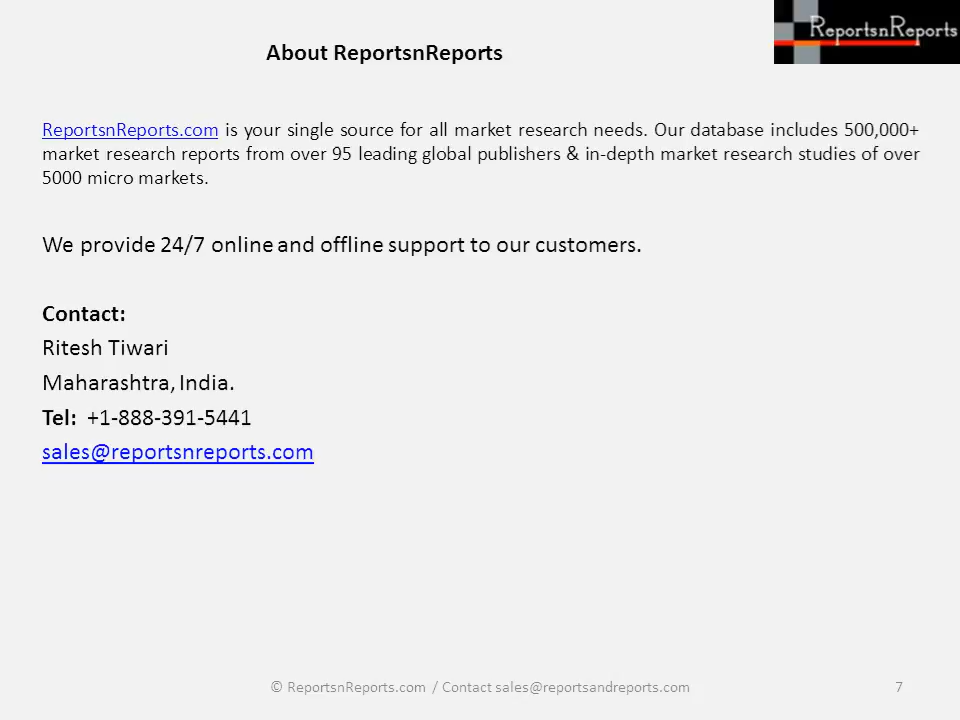 About ReportsnReports
ReportsnReports
ReportsnReports.com is your single source for all market research needs. Our database includes 500,000+
market research reports from over 95 leading global publishers & in-depth market research studies of over
5000 micro markets.
We provide 24/7 online and offline support to our customers.
Contact:
Ritesh Tiwari
Maharashtra, India.
Tel: +1-888-391-5441
sales@reportsnreports.com
© ReportsnReports.com / Contact sales@reportsandreports.com
7